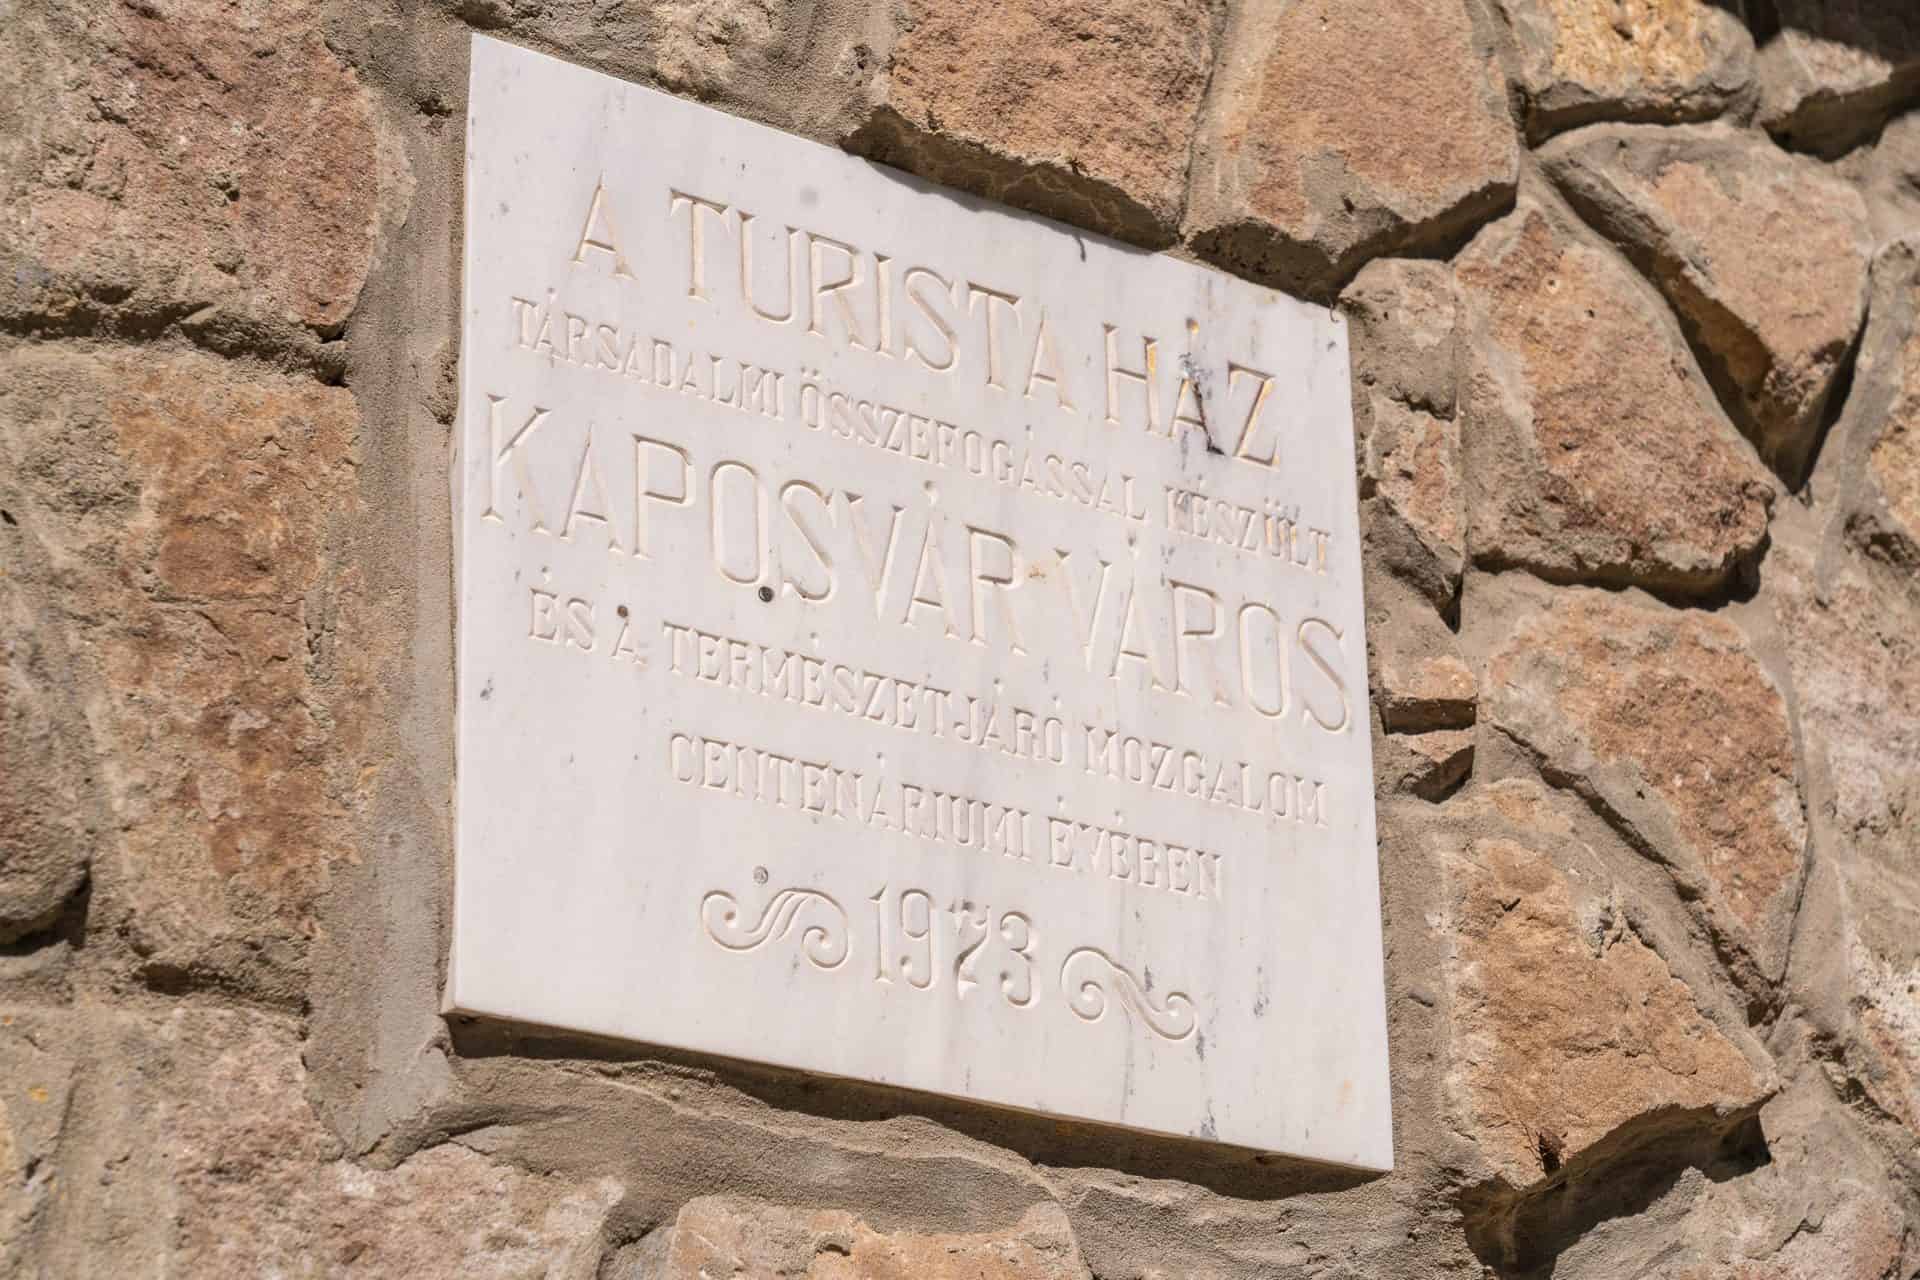 A TURISTA HÁZ
TÁRSADALMI ÖSSZEFOGÁSSAL KÉSZÜLT
KAPOSVÁR VÁROS
ÉS A TERMÉSZETJÁRÓ MOZGALOM
CENTENÁRIUMI ÉVÉBEN
1973